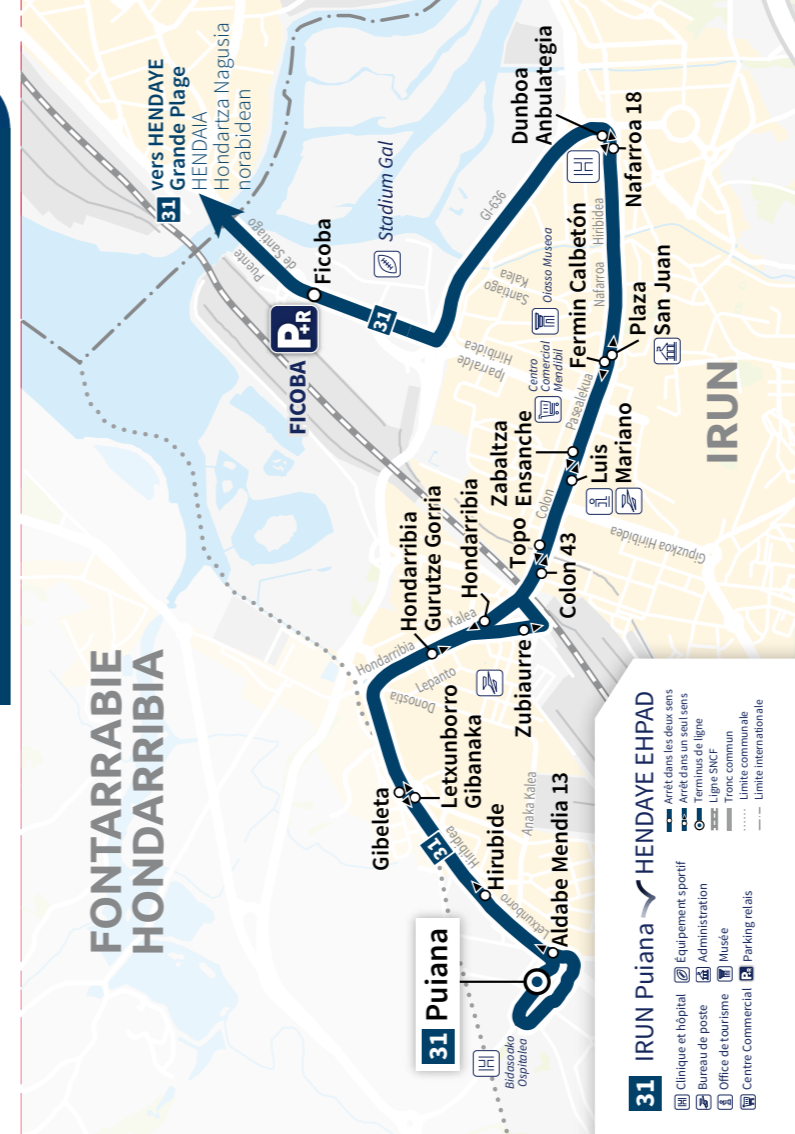 31 vers HENDAYE
Grande Plage
HENDAIA
Hondartza Nagusia
norabidean
Puente
de Santiago
Ficoba
FICOBA P+R
31
Stadium Gal
GI-636
Dunboa
Anbulategia
Nafarroa 18
Nafarroa Hiribidea
Santiago
Kalea
Oiasso Museoa
Iparralde Hiribidea
Fermin Calbetón
Plaza
San Juan
Centro
Comercial
Mendibil
Pasealekua
Colon
Zabaltza
Ensanche
Luis
Mariano
Gipuzkoa Hiribidea
IRUN
Topo
Colon 43
Hondarribia
Hondarribia
Gurutze Gorria
Hondarribia Kalea
Zubiaurre
Lepanto
Donostia
FONTARRABIE
HONDARRIBIA
Gibeleta
Letxunborro
Gibanaka
Anaka Kalea
31
Hirubide
Letxunborro Hiribidea
Aldabe Mendia 13
31 Puiana
Bidasoako
Ospitalea
31 IRUN Puiana HENDAYE EHPAD
Clinique et hôpital
Bureau de poste
Office de tourisme
Centre Commercial
Équipement sportif
Administration
Musée
Parking relais
Arrêt dans les deux sens
Arrêt dans un seul sens
Terminus de ligne
Ligne SNCF
Tronc commun
Limite communale
Limite internationale